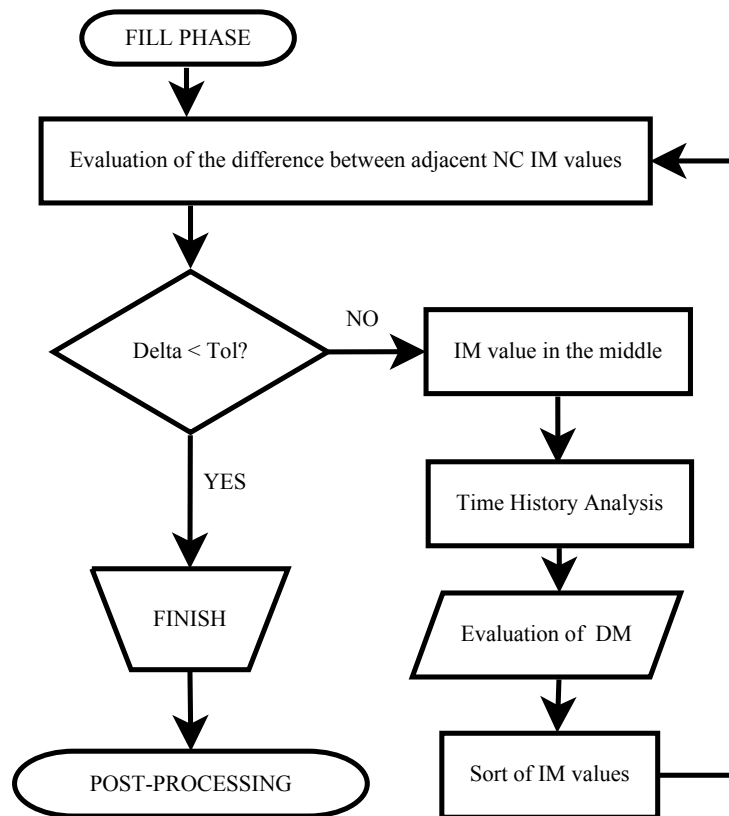 FILL PHASE
Evaluation of the difference between adjacent NC IM values
Delta < Tol?
NO
IM value in the middle
YES
Time History Analysis
FINISH
Evaluation of DM
POST-PROCESSING
Sort of IM values